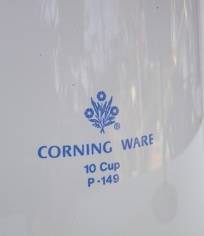 ®
CORNING WARE
10 Cup
P-149